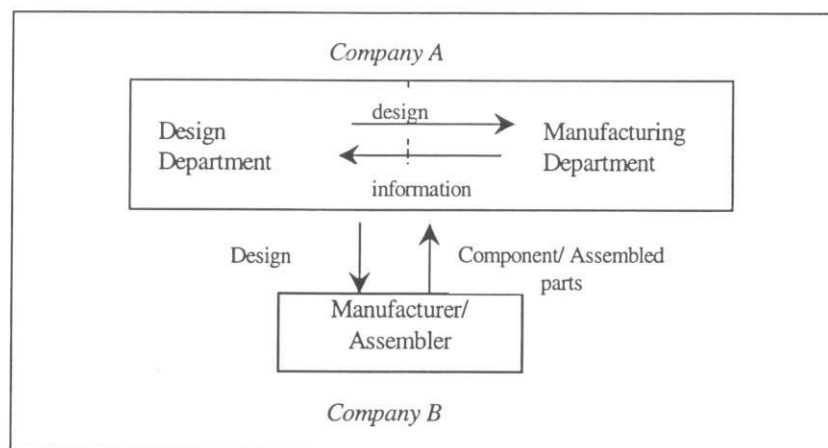 Company A
design
Design
Department
Manufacturing
Department
information
Design
Component/ Assembled
parts
Manufacturer/
Assembler
Company B